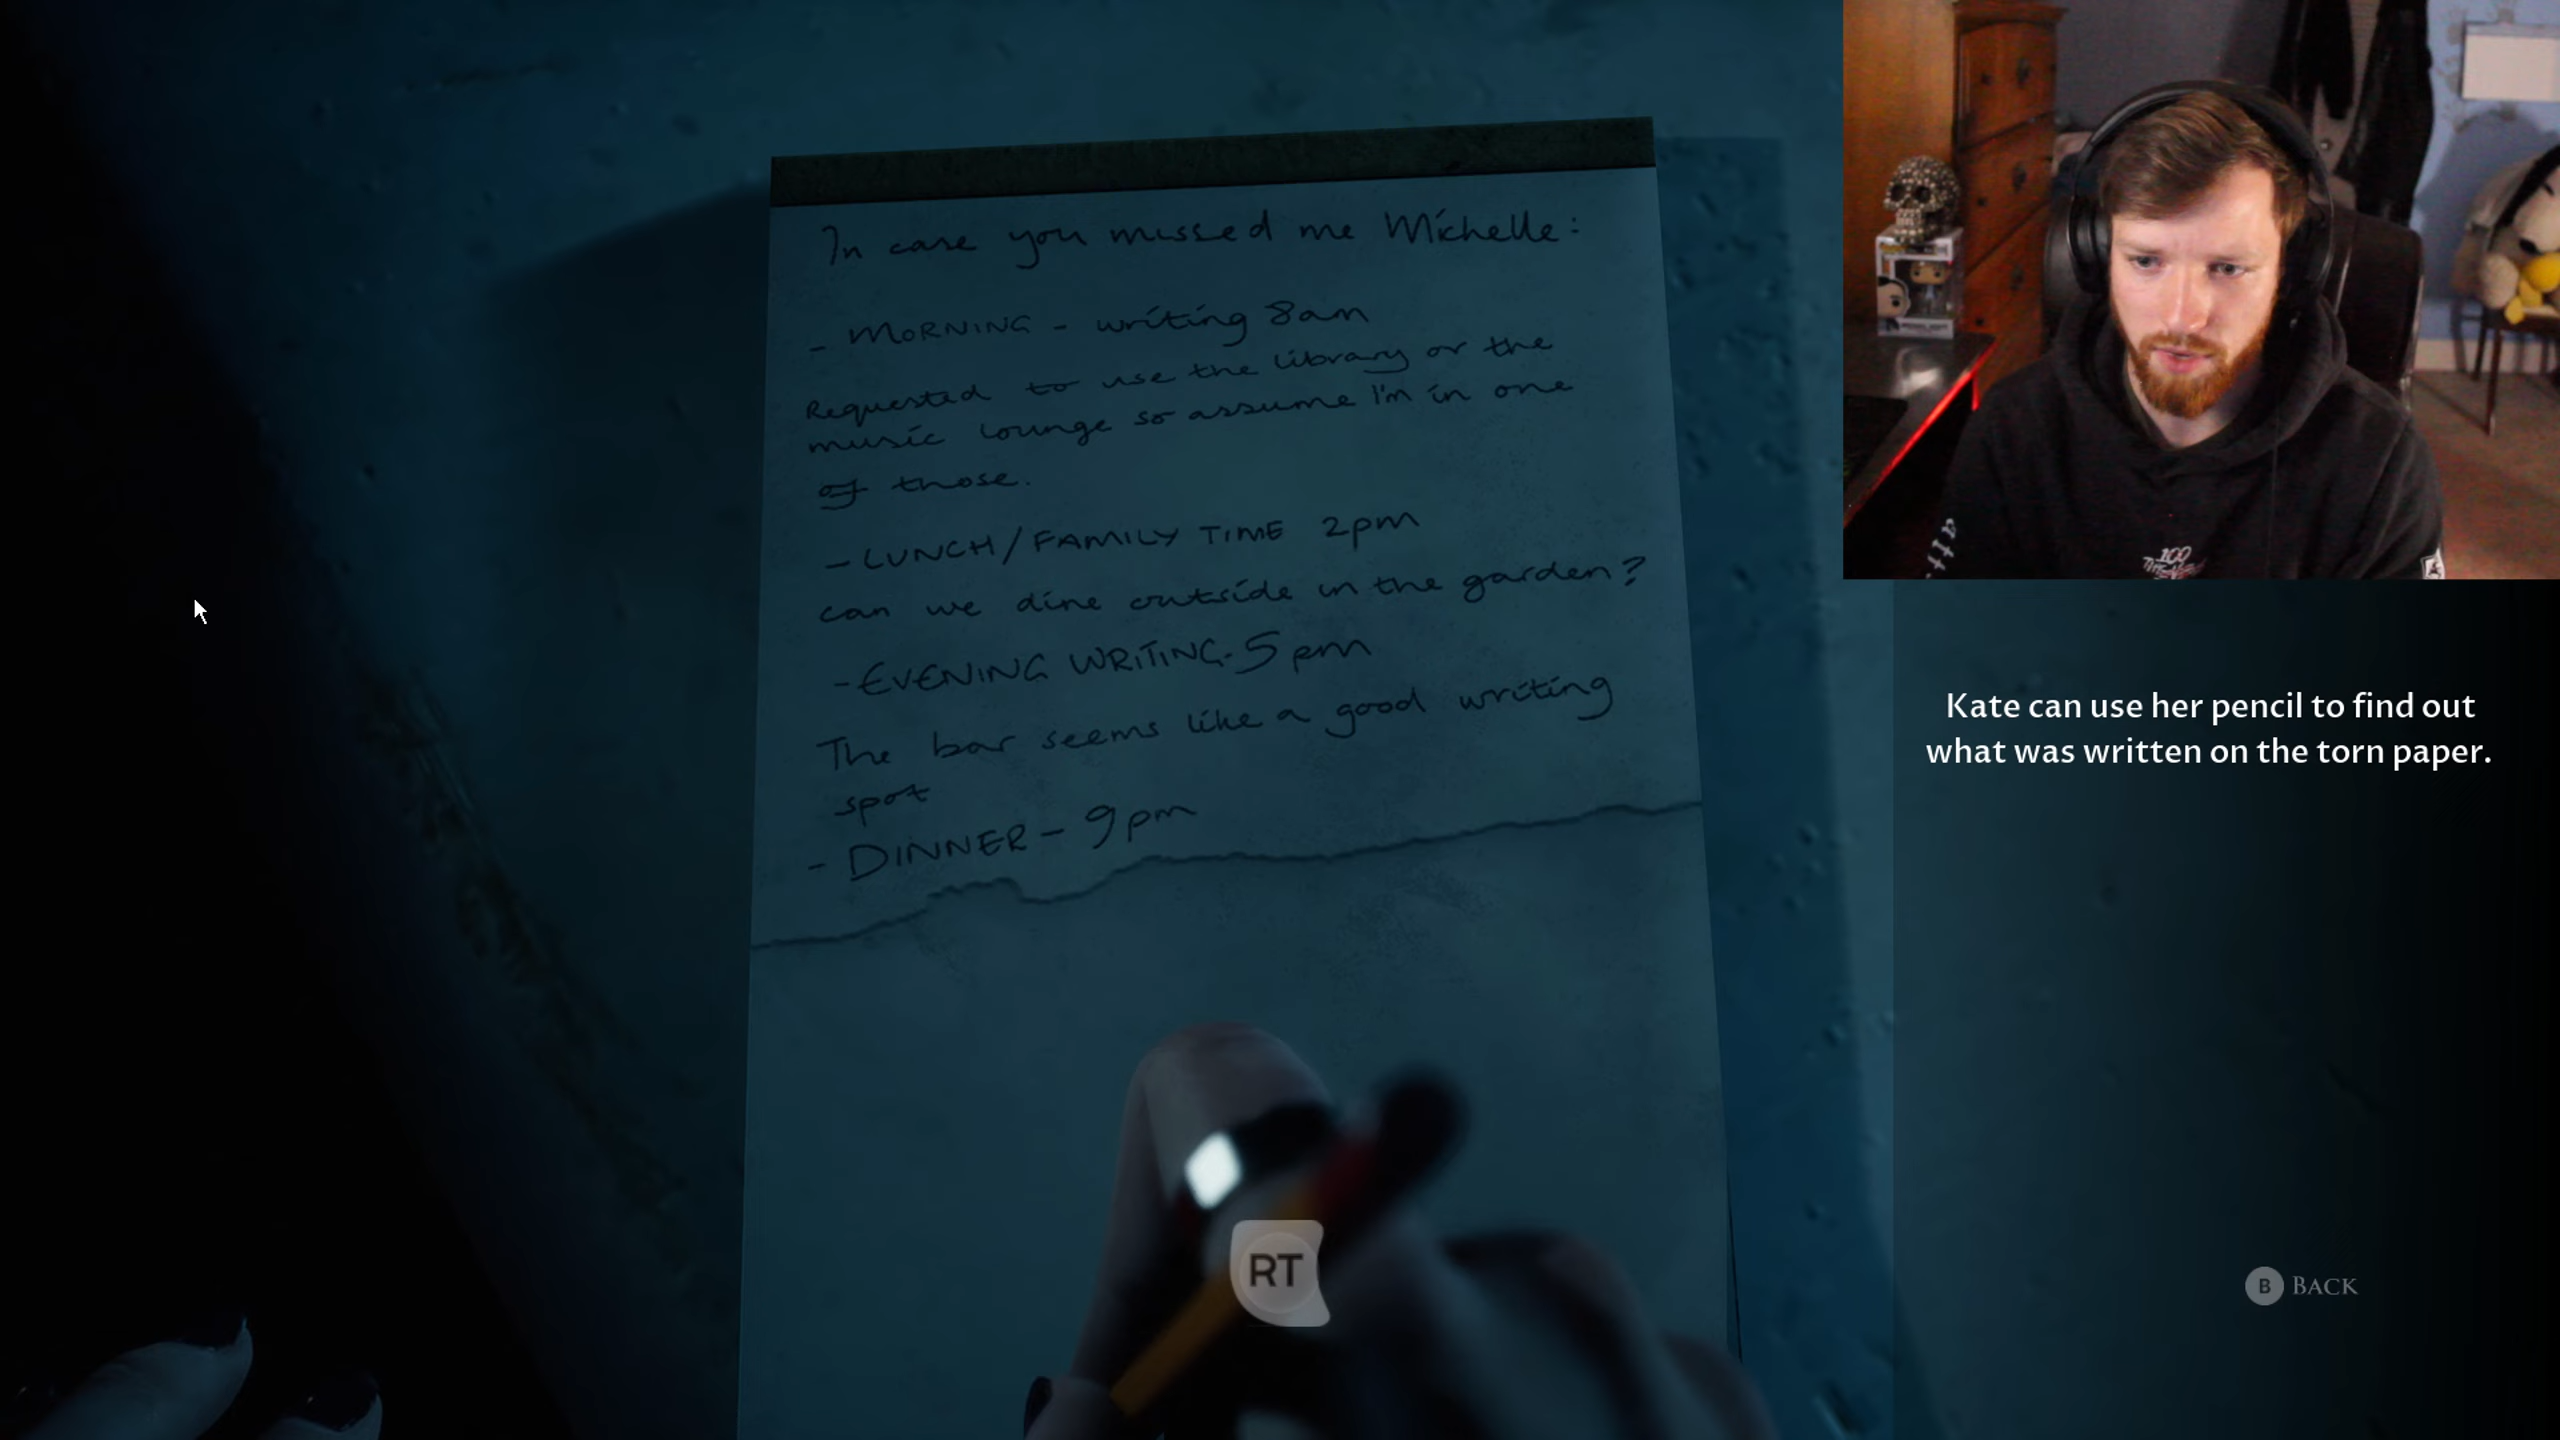 In case you missed me Michelle:
- MORNING - writing 8am
Requested to use the library or the
music lounge so assume I'm in one
of those.
- LUNCH/FAMILY TIME 2pm
can we dine outside in the garden?
- EVENING WRITING - 5pm
The bar seems like a good writing
spot
- DINNER - 9pm
Kate can use her pencil to find out
what was written on the torn paper.
RT
B BACK
100